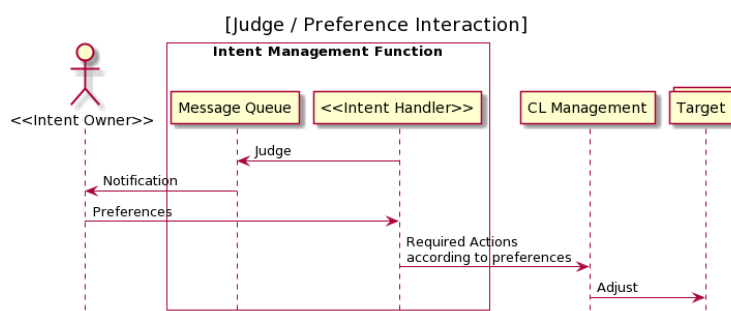 [Judge / Preference Interaction]
Intent Management Function
<<Intent Owner>>
Message Queue
<<Intent Handler>>
CL Management
Target
Judge
Notification
Preferences
Required Actions
according to preferences
Adjust